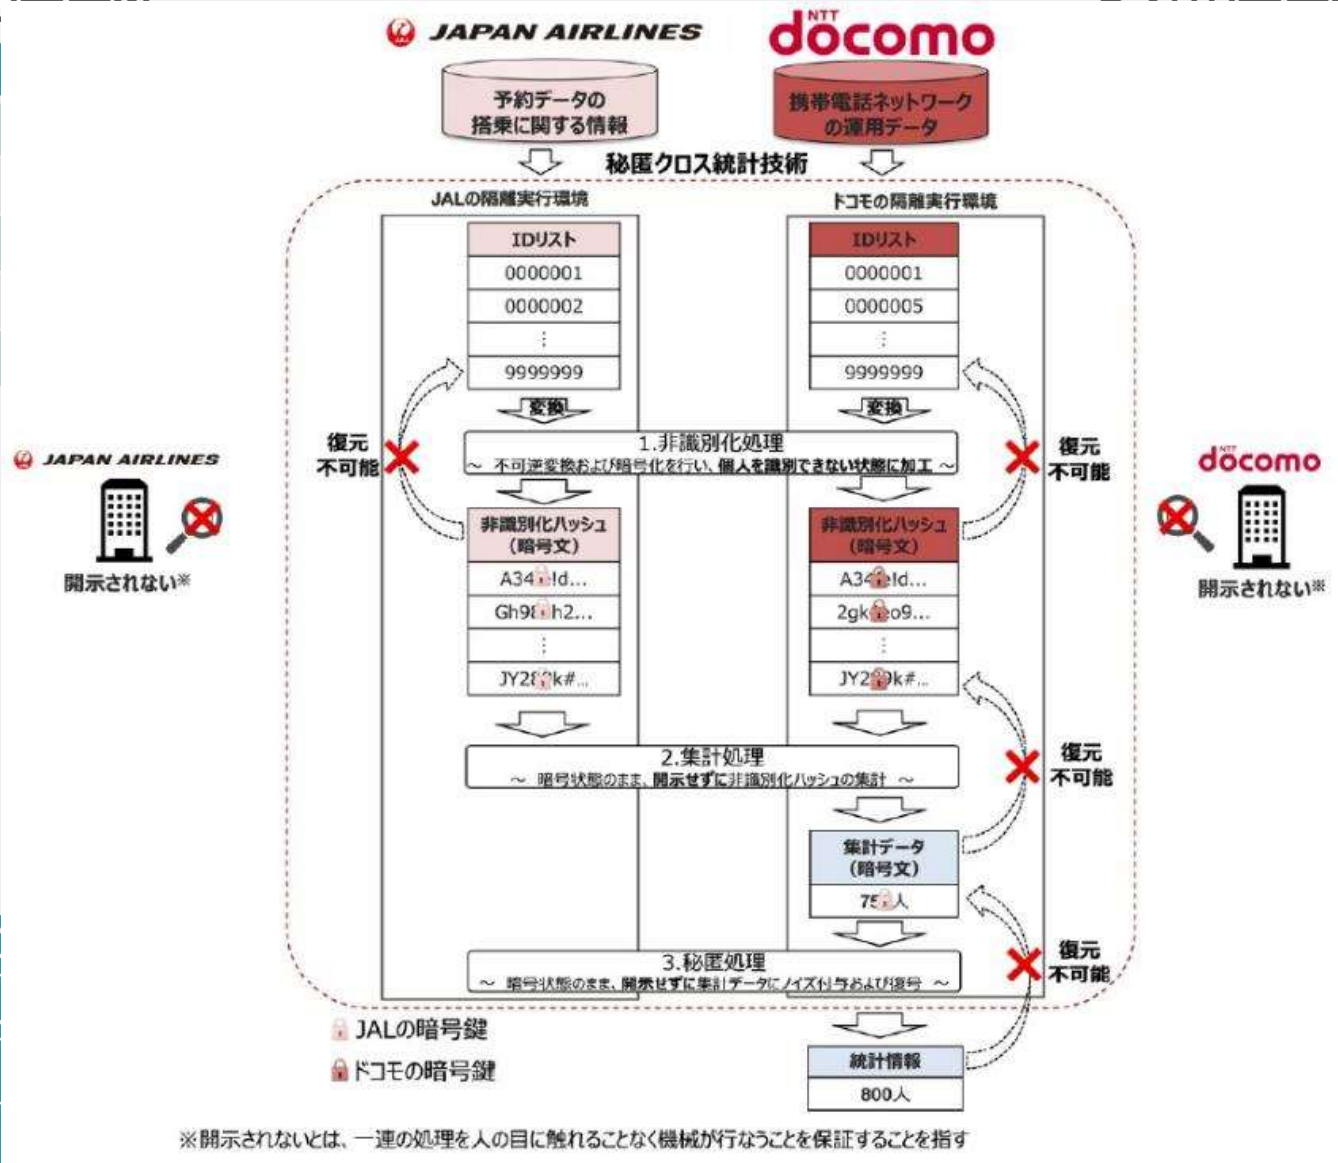 JAPAN AIRLINES
NTT
döcomo
予約データの
搭乗に関する情報
携帯電話ネットワーク
の運用データ
秘匿クロス統計技術
JALの隔離実行環境
ドコモの隔離実行環境
IDリスト
0000001
0000002
⋮
9999999
IDリスト
0000001
0000005
⋮
9999999
変換
変換
復元
不可能
1.非識別化処理
～ 不可逆変換および暗号化を行い、個人を識別できない状態に加工 ～
復元
不可能
JAPAN AIRLINES
開示されない※
NTT
döcomo
開示されない※
非識別化ハッシュ
(暗号文)
A34 !d...
Gh98 h2...
⋮
JY28 k#...
非識別化ハッシュ
(暗号文)
A34 !d...
2gk o9...
⋮
JY2 9k#...
2.集計処理
～ 暗号状態のまま、開示せずに非識別化ハッシュの集計 ～
復元
不可能
集計データ
(暗号文)
75 人
3.秘匿処理
～ 暗号状態のまま、開示せずに集計データにノイズ付与および復号 ～
復元
不可能
JALの暗号鍵
ドコモの暗号鍵
統計情報
800人
※開示されないとは、一連の処理を人の目に触れることなく機械が行なうことを保証することを指す